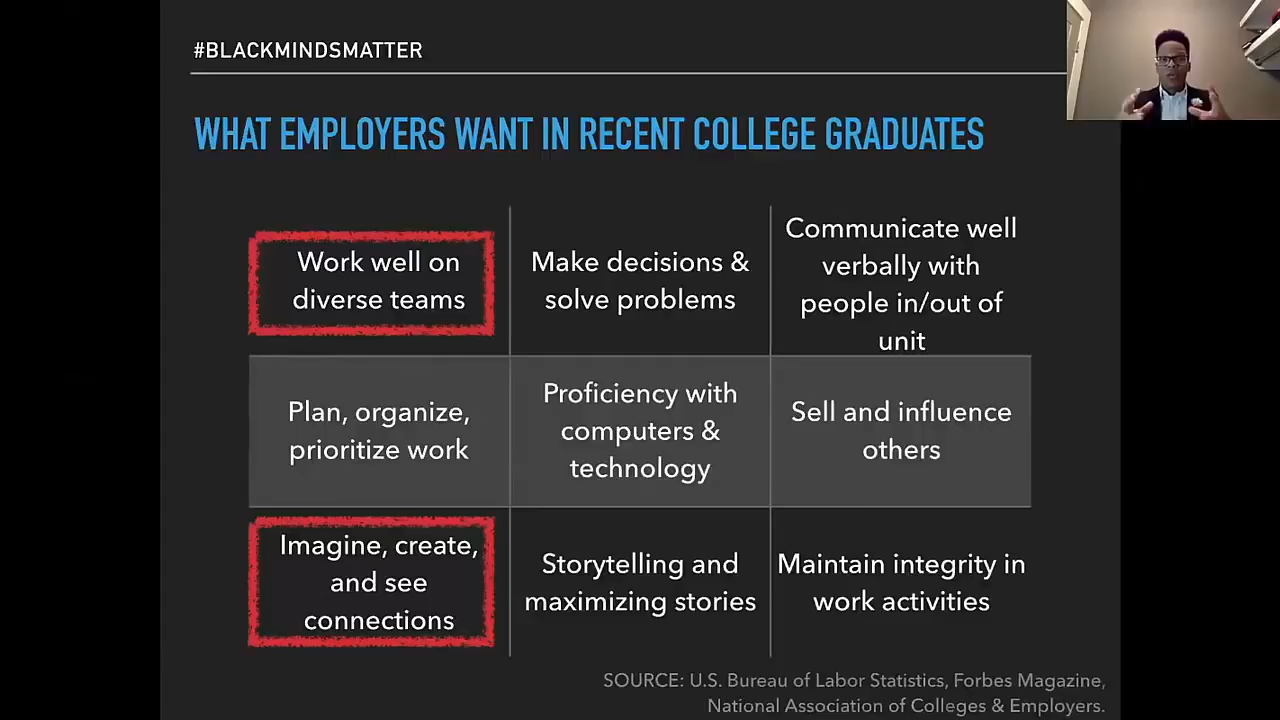 #BLACKMINDSMATTER
WHAT EMPLOYERS WANT IN RECENT COLLEGE GRADUATES
Work well on
diverse teams
Make decisions &
solve problems
Communicate well
verbally with
people in/out of
unit
Plan, organize,
prioritize work
Proficiency with
computers &
technology
Sell and influence
others
Imagine, create,
and see
connections
Storytelling and
maximizing stories
Maintain integrity in
work activities
SOURCE: U.S. Bureau of Labor Statistics, Forbes Magazine,
National Association of Colleges & Employers.